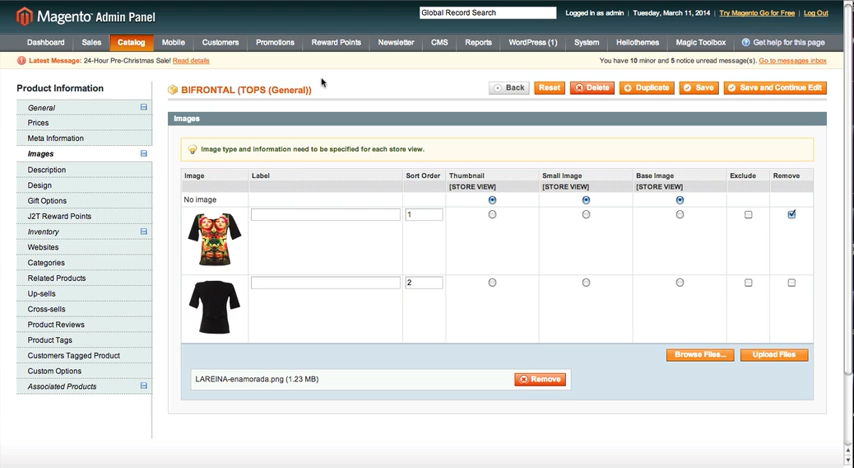 Magento Admin Panel
Global Record Search
Logged in as admin | Tuesday, March 11, 2014 | Try Magento Go for Free | Log Out
Dashboard Sales Catalog Mobile Customers Promotions Reward Points Newsletter CMS Reports WordPress (1) System Hellothemes Magic Toolbox Get help for this page
Latest Message: 24-Hour Pre-Christmas Sale! Read details
You have 10 minor and 5 notice unread message(s). Go to messages inbox
Product Information
General
Prices
Meta Information
Images
Description
Design
Gift Options
J2T Reward Points
Inventory
Websites
Categories
Related Products
Up-sells
Cross-sells
Product Reviews
Product Tags
Customers Tagged Product
Custom Options
Associated Products
BIFRONTAL (TOPS (General))
Back Reset Delete Duplicate Save Save and Continue Edit
Images
Image type and information need to be specified for each store view.
Image Label Sort Order Thumbnail Small Image Base Image Exclude Remove
[STORE VIEW] [STORE VIEW] [STORE VIEW]
No image
1
2
Browse Files... Upload Files
LAREINA-enamorada.png (1.23 MB) Remove